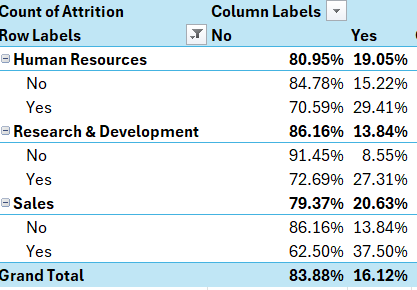 Count of Attrition Column Labels
Row Labels No Yes
Human Resources 80.95% 19.05%
No 84.78% 15.22%
Yes 70.59% 29.41%
Research & Development 86.16% 13.84%
No 91.45% 8.55%
Yes 72.69% 27.31%
Sales 79.37% 20.63%
No 86.16% 13.84%
Yes 62.50% 37.50%
Grand Total 83.88% 16.12%